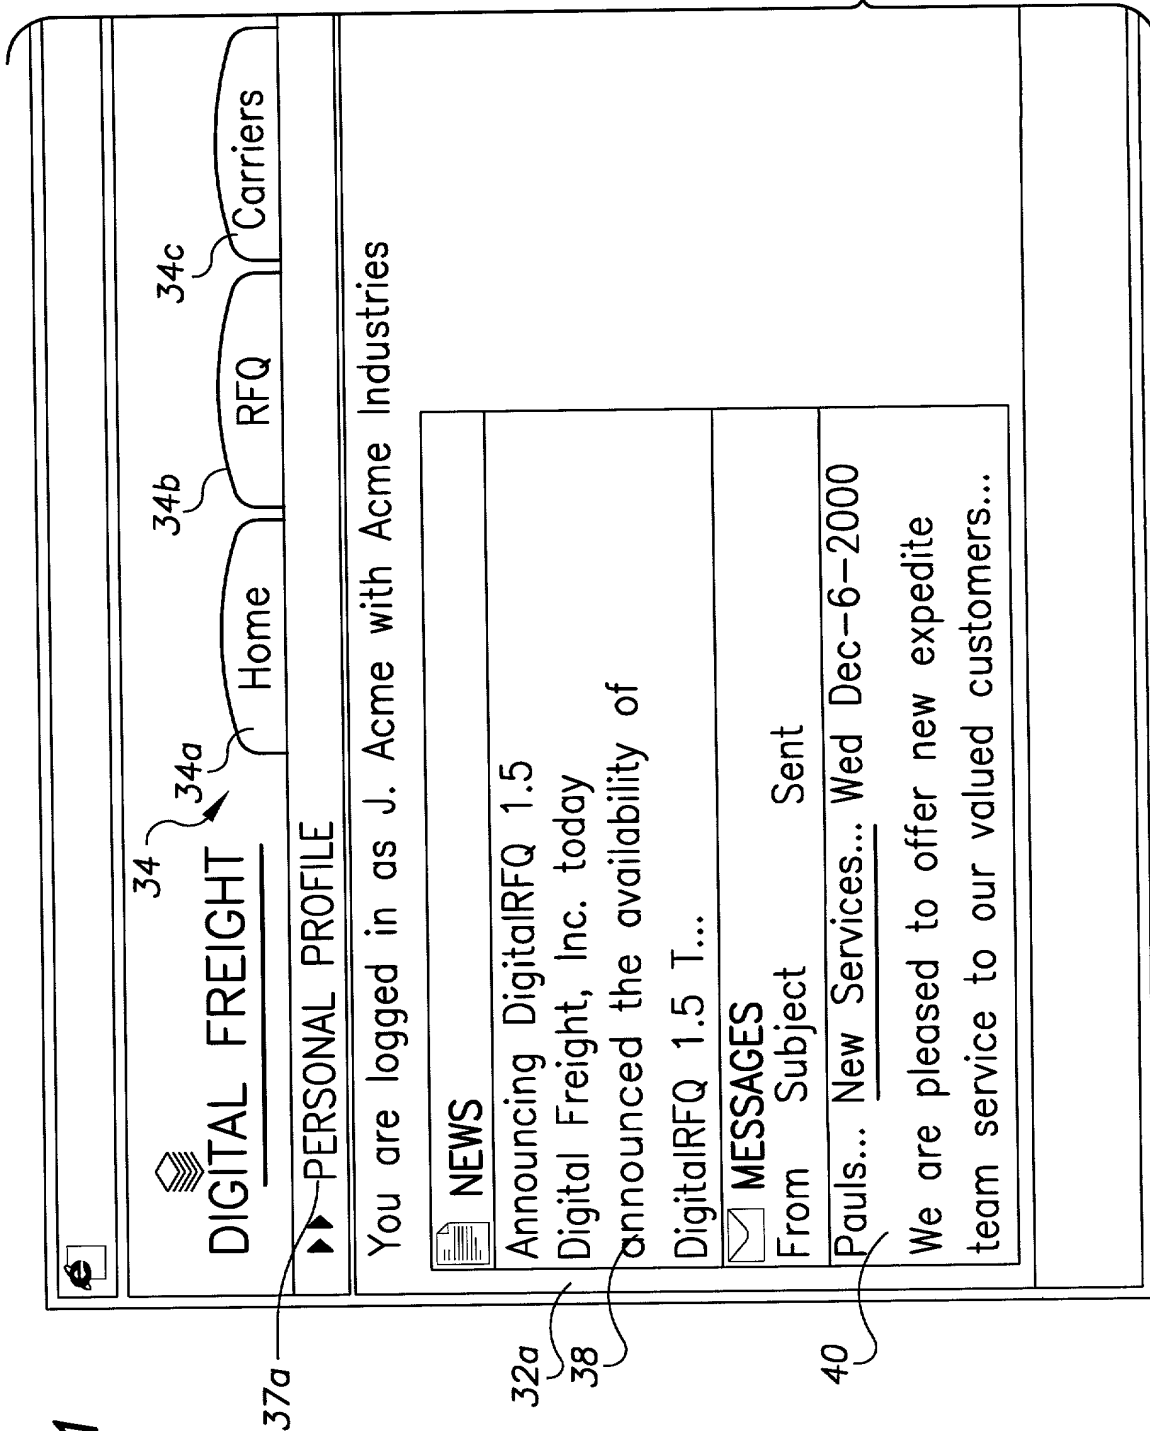 34
34a
34b
34c
DIGITAL FREIGHT
Home
RFQ
Carriers
37a
PERSONAL PROFILE
You are logged in as J. Acme with Acme Industries
NEWS
32a
Announcing DigitalRFQ 1.5
Digital Freight, Inc. today
38
announced the availability of
DigitalRFQ 1.5 T...
MESSAGES
From Subject Sent
40
Pauls... New Services... Wed Dec-6-2000
We are pleased to offer new expedite
team service to our valued customers...